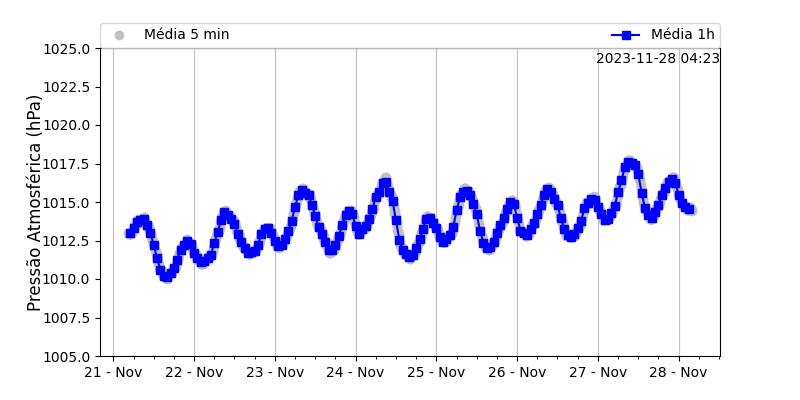 Média 5 min
Média 1h
2023-11-28 04:23
Pressão Atmosférica (hPa)
1025.0
1022.5
1020.0
1017.5
1015.0
1012.5
1010.0
1007.5
1005.0
21 - Nov
22 - Nov
23 - Nov
24 - Nov
25 - Nov
26 - Nov
27 - Nov
28 - Nov